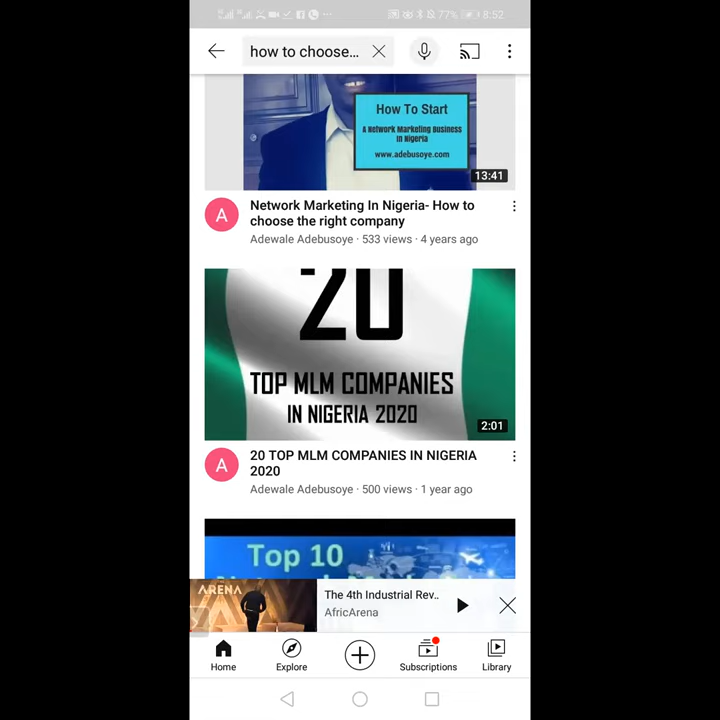 77% 8:52
how to choose...
How To Start
A Network Marketing Business
in Nigeria
www.adebusoye.com
13:41
A
Network Marketing In Nigeria- How to
choose the right company
Adewale Adebusoye · 533 views · 4 years ago
20
TOP MLM COMPANIES
IN NIGERIA 2020
2:01
A
20 TOP MLM COMPANIES IN NIGERIA
2020
Adewale Adebusoye · 500 views · 1 year ago
Top 10
ARENA
The 4th Industrial Rev..
AfricArena
Home
Explore
Subscriptions
Library